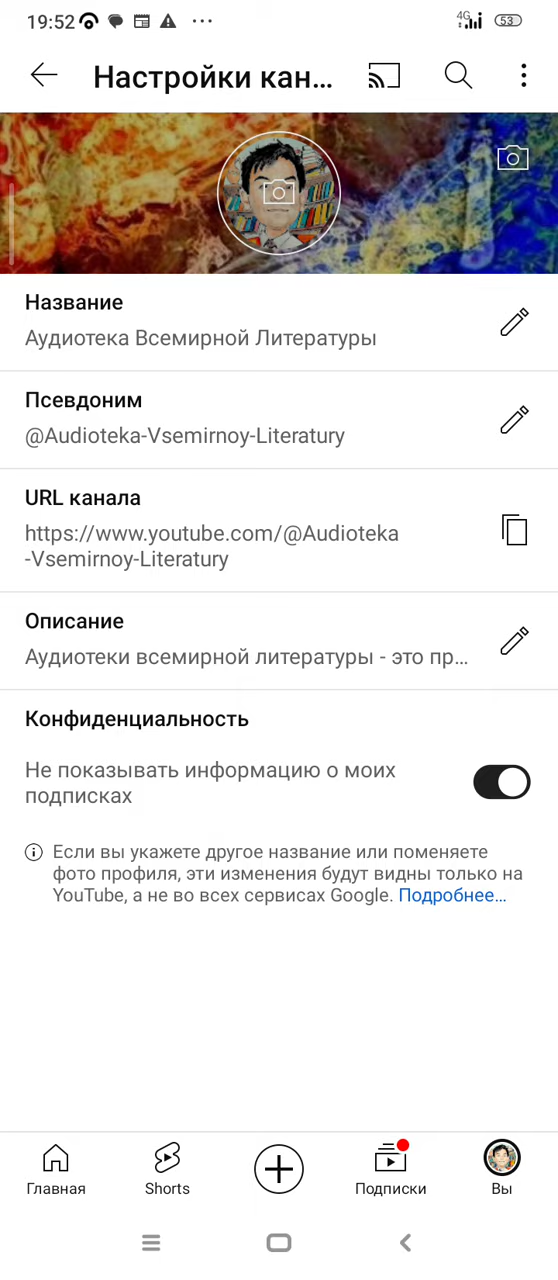 19:52
4G
53
Настройки кан...
Название
Аудиотека Всемирной Литературы
Псевдоним
@Audioteka-Vsemirnoy-Literatury
URL канала
https://www.youtube.com/@Audioteka
-Vsemirnoy-Literatury
Описание
Аудиотеки всемирной литературы - это пр...
Конфиденциальность
Не показывать информацию о моих
подписках
Если вы укажете другое название или поменяете
фото профиля, эти изменения будут видны только на
YouTube, а не во всех сервисах Google. Подробнее...
Главная
Shorts
Подписки
Вы